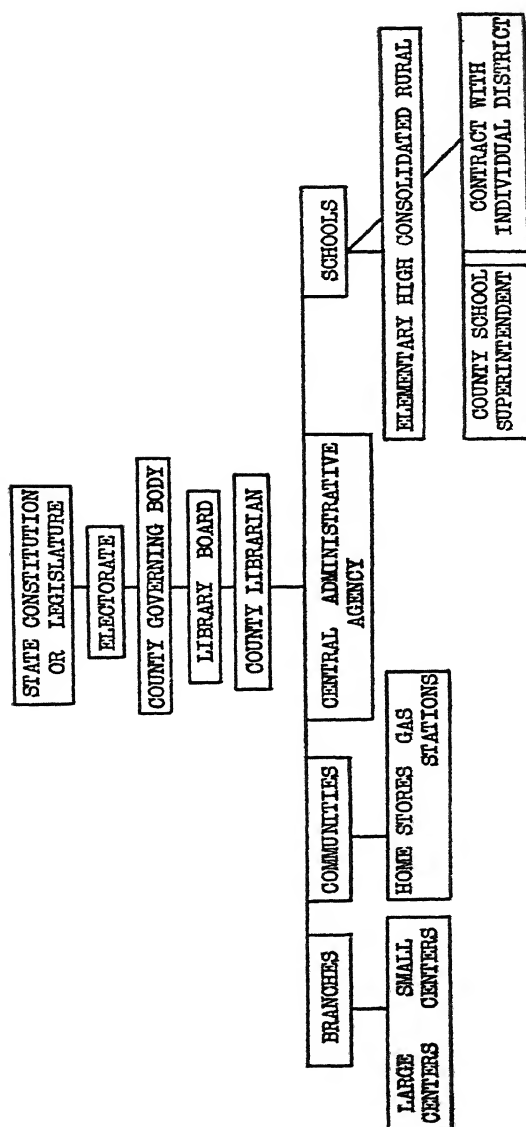 STATE CONSTITUTION
OR LEGISLATURE
ELECTORATE
COUNTY GOVERNING BODY
LIBRARY BOARD
COUNTY LIBRARIAN
BRANCHES
COMMUNITIES
CENTRAL ADMINISTRATIVE
AGENCY
SCHOOLS
LARGE SMALL
CENTERS CENTERS
HOME STORES GAS
STATIONS
ELEMENTARY HIGH CONSOLIDATED RURAL
COUNTY SCHOOL
SUPERINTENDENT
CONTRACT WITH
INDIVIDUAL DISTRICT